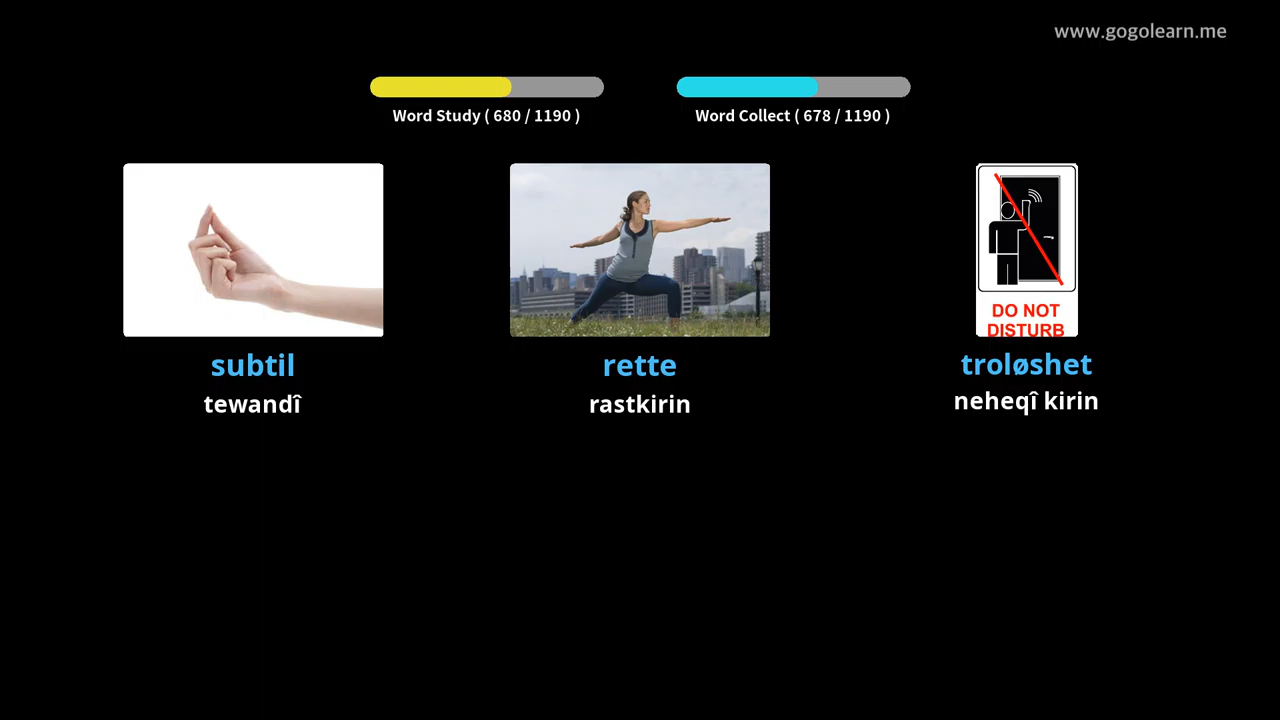 www.gogolearn.me
Word Study ( 680 / 1190 )
Word Collect ( 678 / 1190 )
DO NOT
DISTURB
subtil
rette
troløshet
tewandî
rastkirin
neheqî kirin